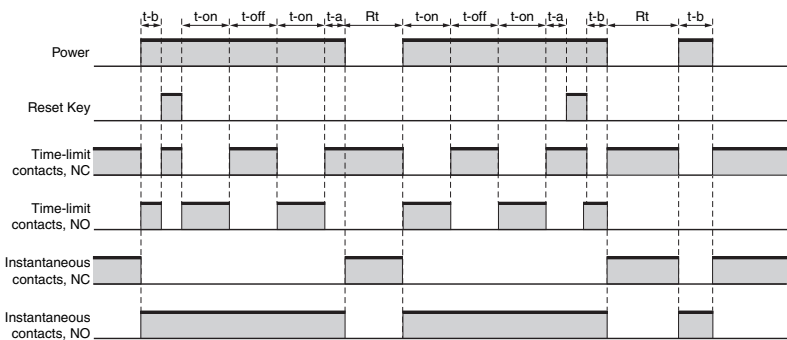 t-b t-on t-off t-on t-a Rt t-on t-off t-on t-a t-b Rt t-b
Power
Reset Key
Time-limit
contacts, NC
Time-limit
contacts, NO
Instantaneous
contacts, NC
Instantaneous
contacts, NO